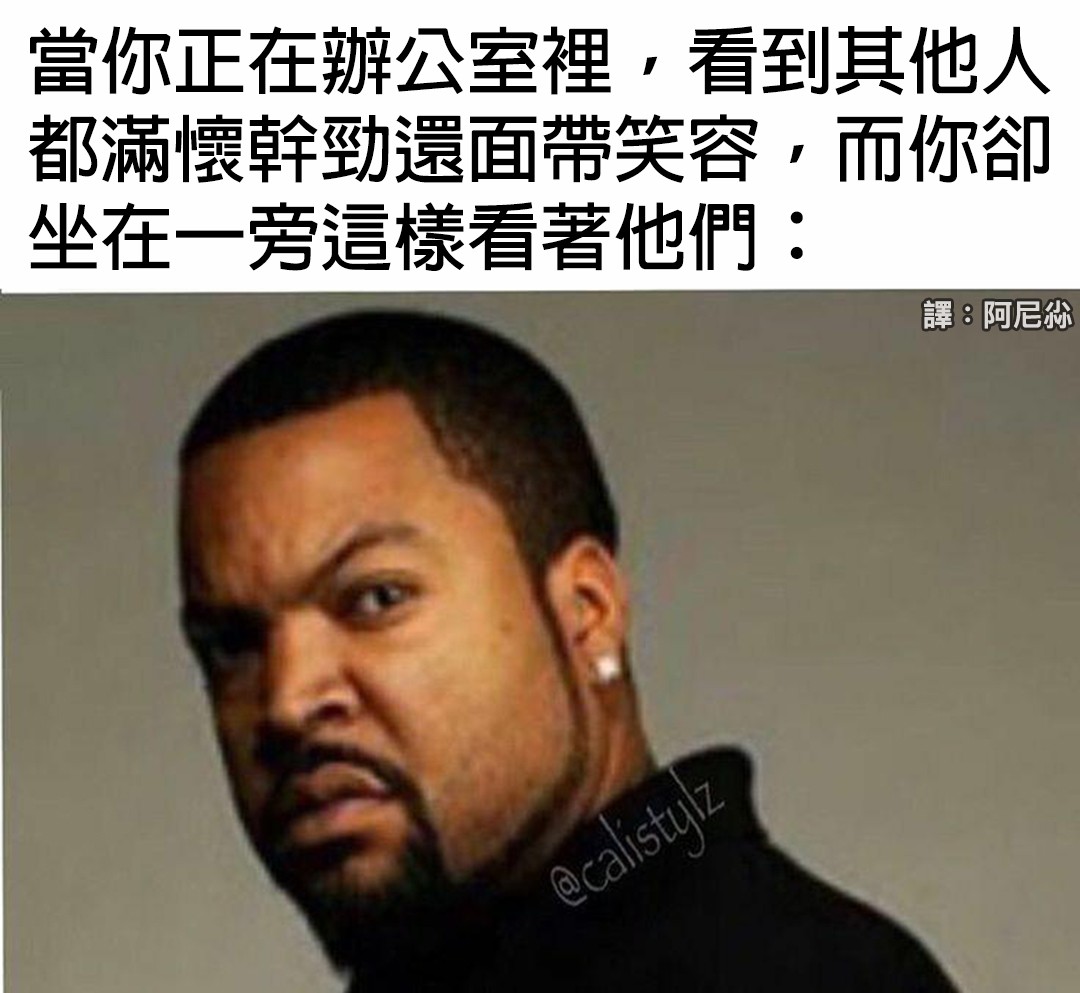 當你正在辦公室裡，看到其他人
都滿懷幹勁還面帶笑容，而你卻
坐在一旁這樣看著他們：
譯：阿尼尛
@calistylz